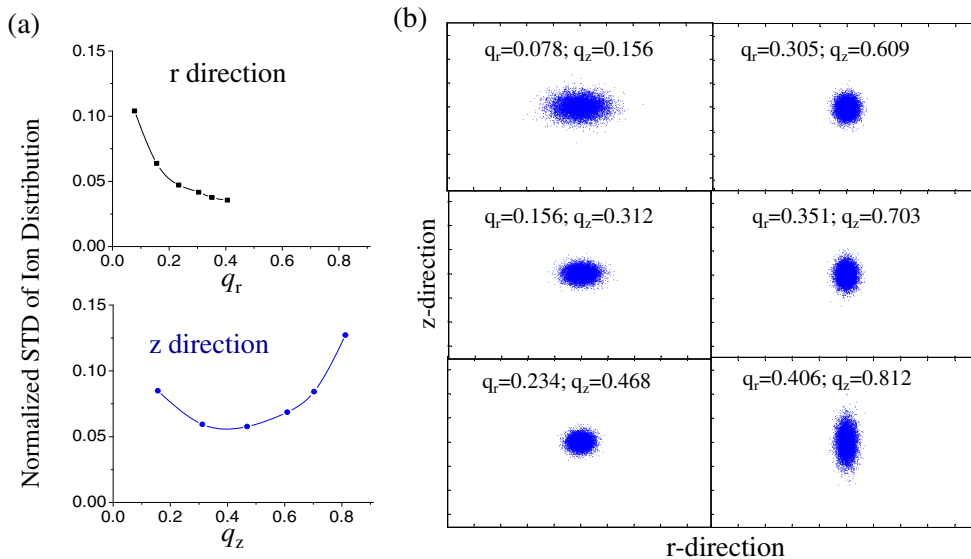 (a)
Normalized STD of Ion Distribution
0.15
0.10
0.05
0.00
r direction
0.0 0.2 0.4 0.6 0.8
qr
0.15
0.10
0.05
0.00
z direction
0.0 0.2 0.4 0.6 0.8
qz
(b)
z-direction
qr=0.078; qz=0.156
qr=0.305; qz=0.609
qr=0.156; qz=0.312
qr=0.351; qz=0.703
qr=0.234; qz=0.468
qr=0.406; qz=0.812
r-direction